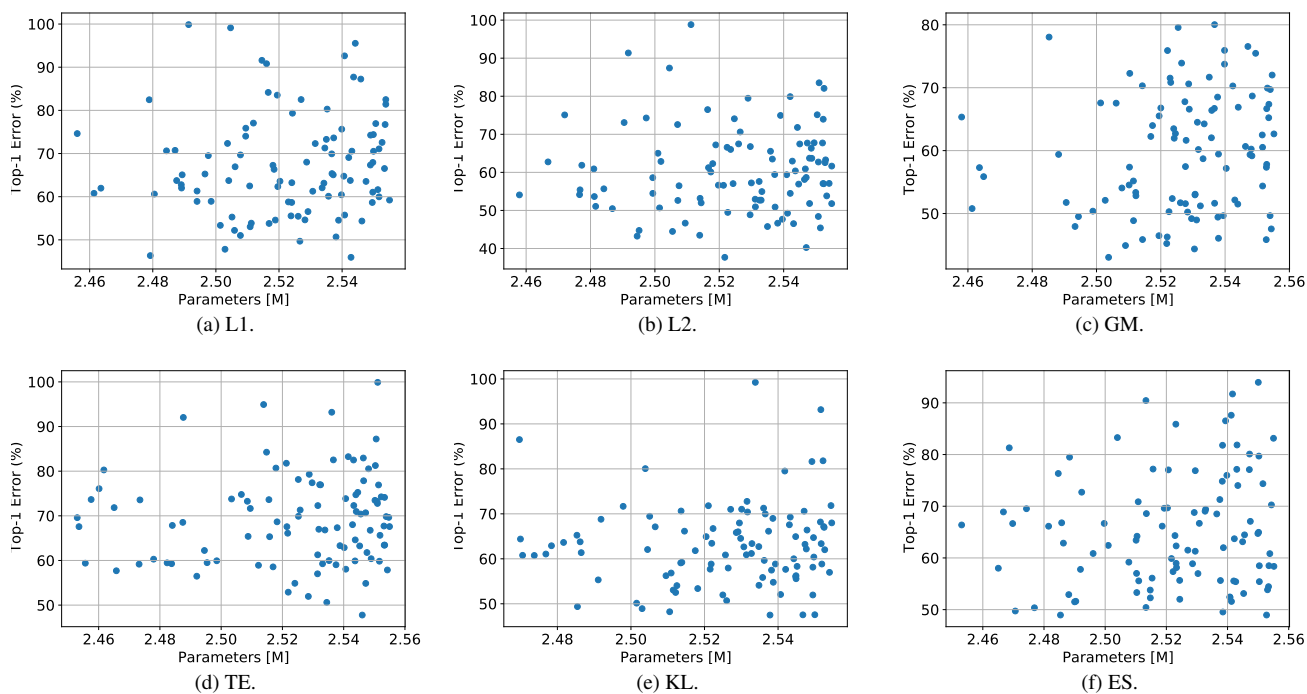 100
90
80
70
60
50
Top-1 Error (%)
2.46 2.48 2.50 2.52 2.54
Parameters [M]
(a) L1.
100
90
80
70
60
50
40
Top-1 Error (%)
2.46 2.48 2.50 2.52 2.54
Parameters [M]
(b) L2.
80
70
60
50
Top-1 Error (%)
2.46 2.48 2.50 2.52 2.54 2.56
Parameters [M]
(c) GM.
100
90
80
70
60
50
Top-1 Error (%)
2.46 2.48 2.50 2.52 2.54 2.56
Parameters [M]
(d) TE.
100
90
80
70
60
50
Top-1 Error (%)
2.48 2.50 2.52 2.54
Parameters [M]
(e) KL.
90
80
70
60
50
Top-1 Error (%)
2.46 2.48 2.50 2.52 2.54 2.56
Parameters [M]
(f) ES.